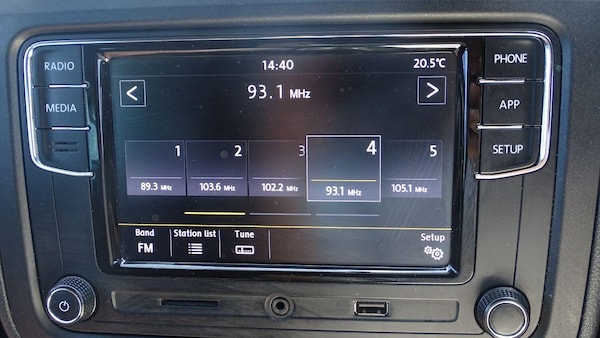 RADIO
MEDIA
PHONE
APP
SETUP
14:40
20.5°C
93.1 MHz
1 2 3 4 5
89.3 MHz 103.6 MHz 102.2 MHz 93.1 MHz 105.1 MHz
Band Station list Tune Setup
FM